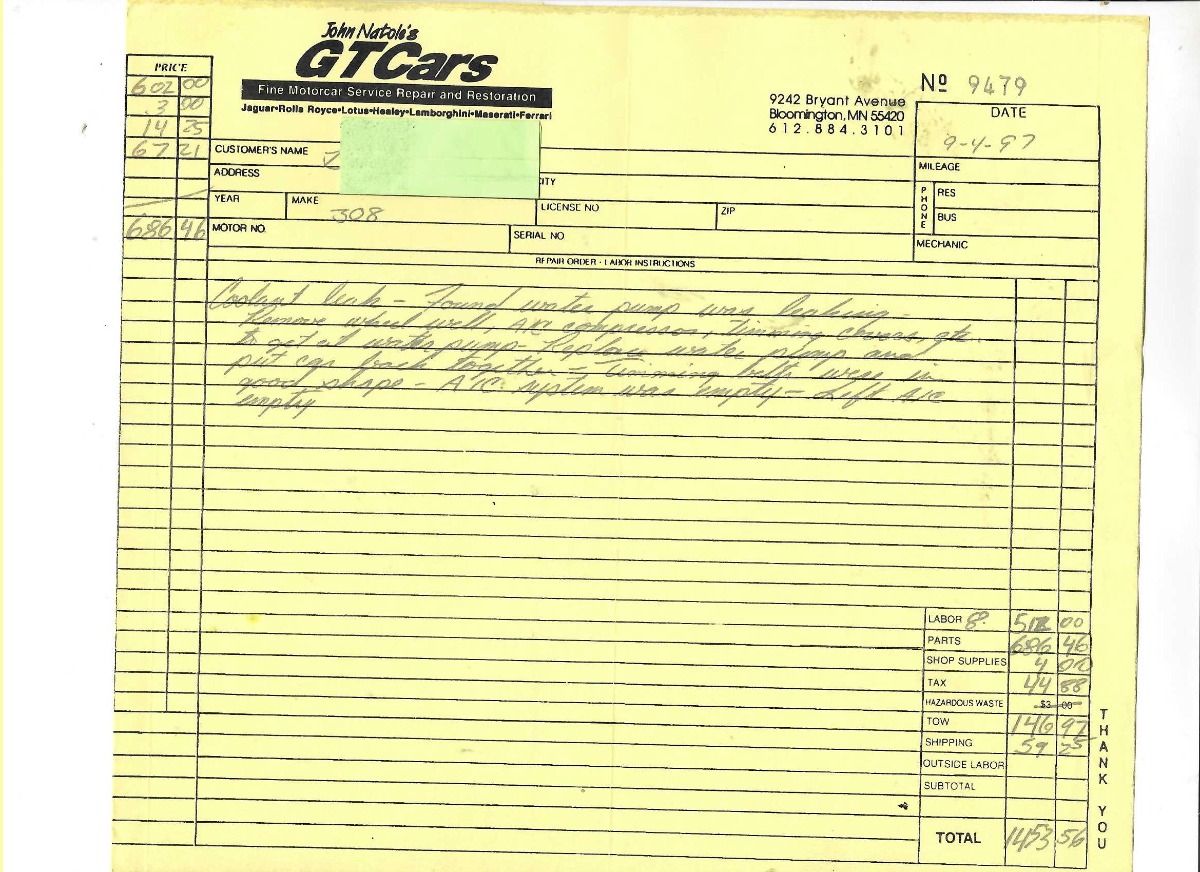 John Natole's
GTCars
Fine Motorcar Service Repair and Restoration
Jaguar•Rolls Royce•Lotus•Healey•Lamborghini•Maserati•Ferrari
9242 Bryant Avenue
Bloomington, MN 55420
612.884.3101
Nº 9479
DATE
9-4-97
PRICE
602 00
3 00
14 25
67 21
686 46
CUSTOMER'S NAME
ADDRESS
CITY
MILEAGE
PHONE
RES
BUS
YEAR
MAKE 308
LICENSE NO
ZIP
MOTOR NO.
SERIAL NO
MECHANIC
REPAIR ORDER - LABOR INSTRUCTIONS
Coolant leak - Found water pump was leaking -
Remove wheel well, A/C compressor, timming covers, etc.
to get at water pump - Replace water pump and
put car back together - Timming belts were in
good shape - A/C system was empty - Left A/C
empty
LABOR 8. 512 00
PARTS 686 46
SHOP SUPPLIES 4 00
TAX 44 88
HAZARDOUS WASTE $3 00
TOW 146 97
SHIPPING 59 25
OUTSIDE LABOR
SUBTOTAL
TOTAL 1453 56
THANK YOU